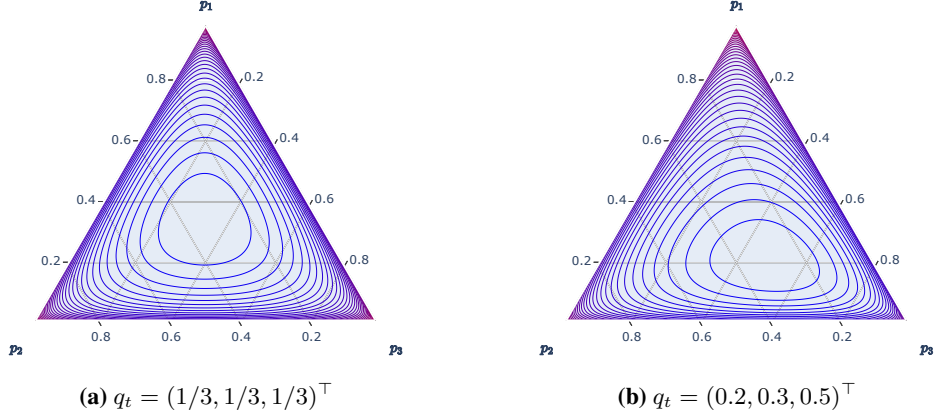 p₁ p₁
0.8 0.2 0.8 0.2
0.6 0.4 0.6 0.4
0.4 0.6 0.4 0.6
0.2 0.8 0.2 0.8
0.8 0.6 0.4 0.2 0.8 0.6 0.4 0.2
p₂ p₃ p₂ p₃
(a) qₜ = (1/3, 1/3, 1/3)⊤ (b) qₜ = (0.2, 0.3, 0.5)⊤